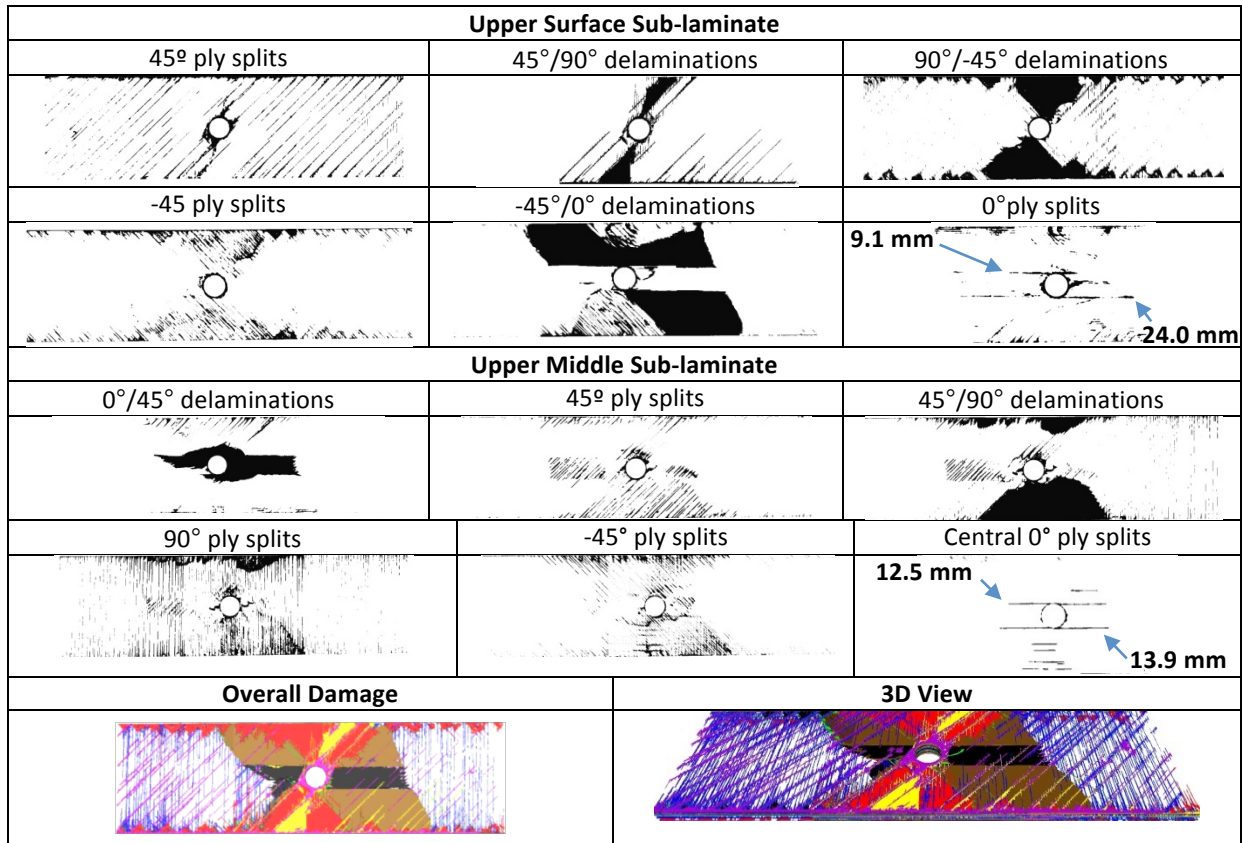 Upper Surface Sub-laminate
45º ply splits
45°/90° delaminations
90°/-45° delaminations
-45 ply splits
-45°/0° delaminations
0°ply splits
9.1 mm
24.0 mm
Upper Middle Sub-laminate
0°/45° delaminations
45º ply splits
45°/90° delaminations
90° ply splits
-45° ply splits
Central 0° ply splits
12.5 mm
13.9 mm
Overall Damage
3D View